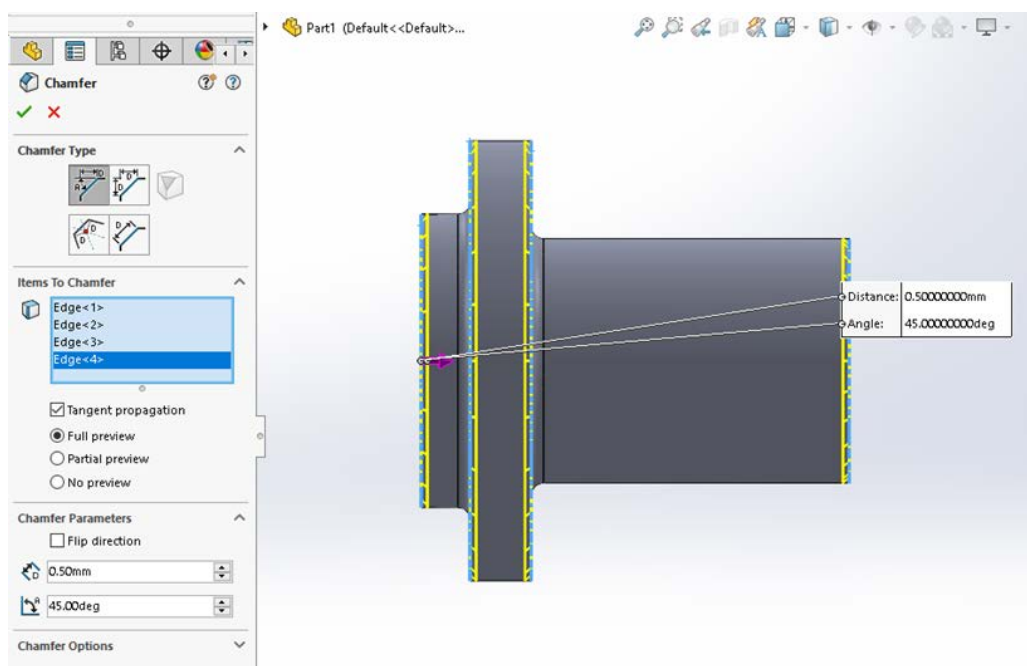 Part1 (Default<<Default>...
Chamfer
Chamfer Type
Items To Chamfer
Edge<1>
Edge<2>
Edge<3>
Edge<4>
Tangent propagation
Full preview
Partial preview
No preview
Chamfer Parameters
Flip direction
0.50mm
45.00deg
Chamfer Options
Distance: 0.50000000mm
Angle: 45.00000000deg